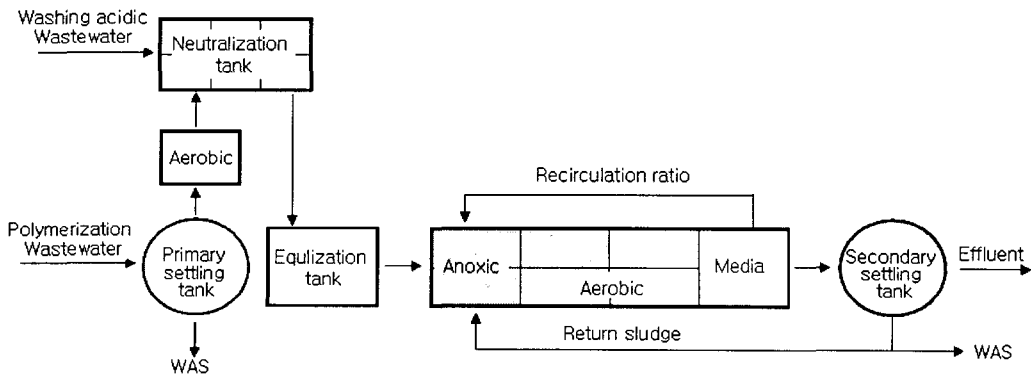 Washing acidic
Wastewater
Neutralization
tank
Aerobic
Recirculation ratio
Polymerization
Wastewater
Primary
settling
tank
Equlization
tank
Anoxic
Aerobic
Media
Secondary
settling
tank
Effluent
Return sludge
WAS
WAS